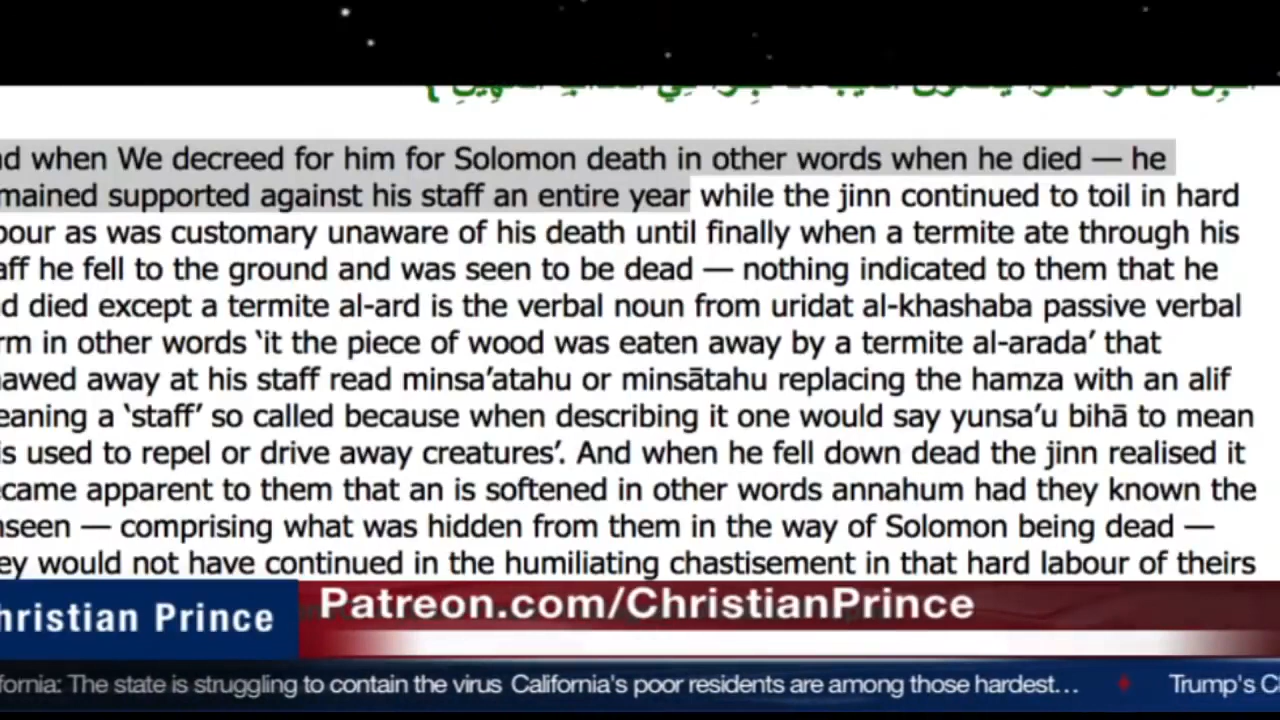 nd when We decreed for him for Solomon death in other words when he died — he
mained supported against his staff an entire year while the jinn continued to toil in hard
bour as was customary unaware of his death until finally when a termite ate through his
aff he fell to the ground and was seen to be dead — nothing indicated to them that he
d died except a termite al-ard is the verbal noun from uridat al-khashaba passive verbal
rm in other words ‘it the piece of wood was eaten away by a termite al-arada’ that
nawed away at his staff read minsa’atahu or minsātahu replacing the hamza with an alif
eaning a ‘staff’ so called because when describing it one would say yunsa’u bihā to mean
is used to repel or drive away creatures’. And when he fell down dead the jinn realised it
came apparent to them that an is softened in other words annahum had they known the
nseen — comprising what was hidden from them in the way of Solomon being dead —
ey would not have continued in the humiliating chastisement in that hard labour of theirs
hristian Prince
Patreon.com/ChristianPrince
fornia: The state is struggling to contain the virus California's poor residents are among those hardest... Trump's C